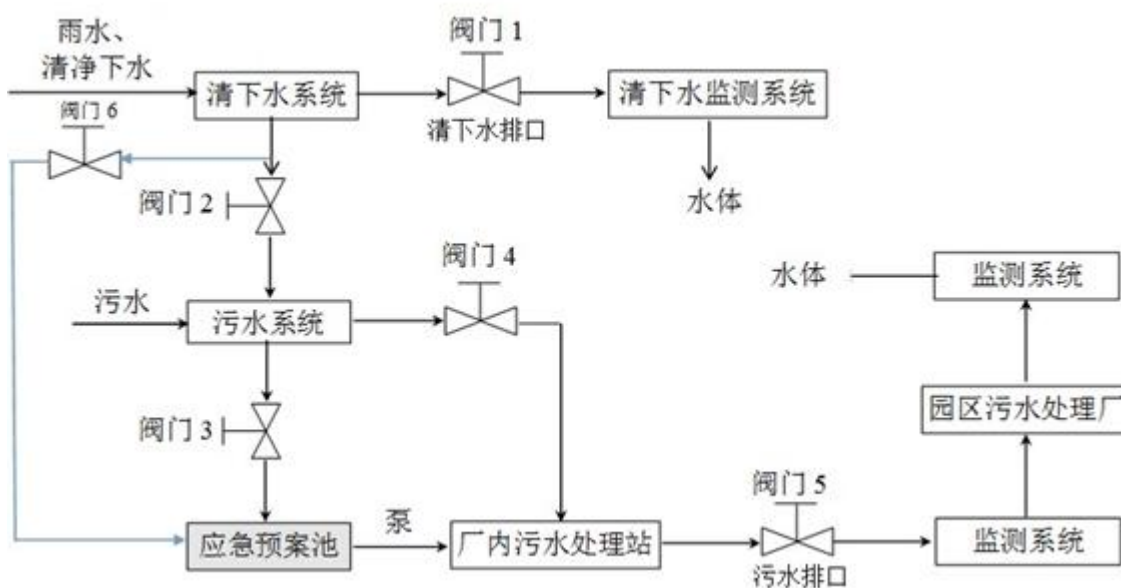 雨水、
清净下水
阀门 1
清下水系统
清下水监测系统
阀门 6
清下水排口
阀门 2
水体
阀门 4
水体
监测系统
污水
污水系统
园区污水处理厂
阀门 3
阀门 5
应急预案池
泵
厂内污水处理站
监测系统
污水排口